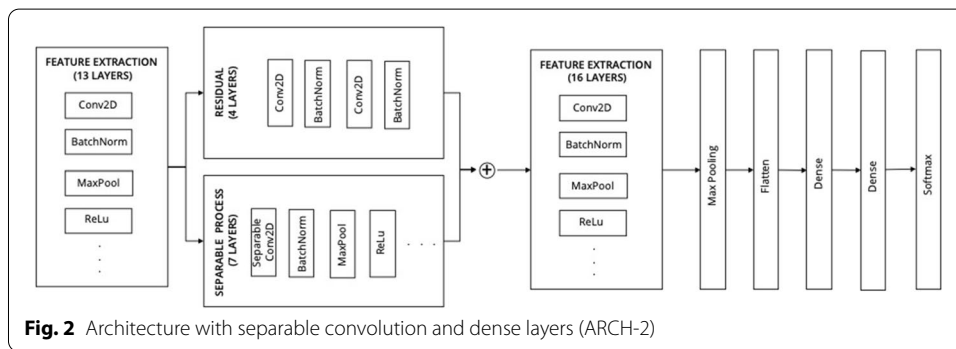 FEATURE EXTRACTION
(13 LAYERS)
Conv2D
BatchNorm
MaxPool
ReLu
.
.
.
RESIDUAL
(4 LAYERS)
Conv2D
BatchNorm
Conv2D
BatchNorm
SEPARABLE PROCESS
(7 LAYERS)
Separable
Conv2D
BatchNorm
MaxPool
ReLu
. . . .
+
FEATURE EXTRACTION
(16 LAYERS)
Conv2D
BatchNorm
MaxPool
ReLu
.
.
.
Max Pooling
Flatten
Dense
Dense
Softmax
Fig. 2 Architecture with separable convolution and dense layers (ARCH-2)